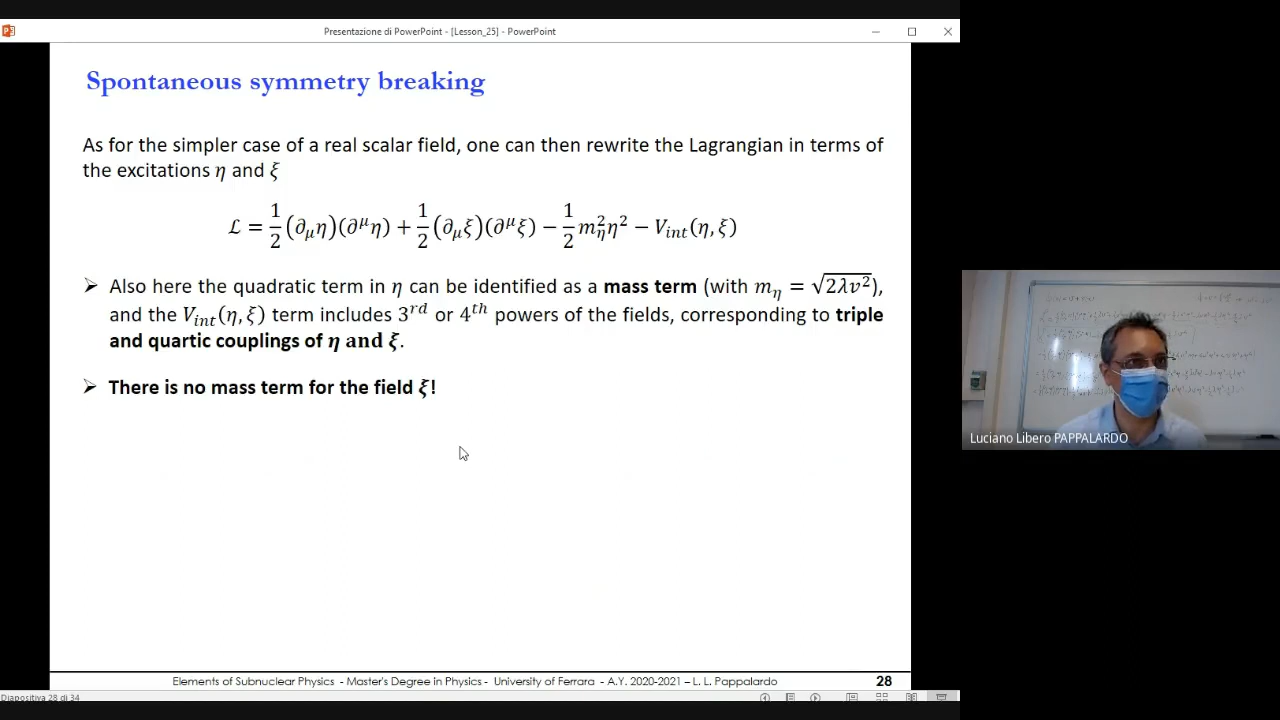 Presentazione di PowerPoint - [Lesson_25] - PowerPoint
Spontaneous symmetry breaking
As for the simpler case of a real scalar field, one can then rewrite the Lagrangian in terms of
the excitations η and ξ
ℒ = 1/2 (∂_μ η)(∂^μ η) + 1/2 (∂_μ ξ)(∂^μ ξ) − 1/2 m_η^2 η^2 − V_int(η, ξ)
➢ Also here the quadratic term in η can be identified as a mass term (with m_η = √(2λv^2)),
and the V_int(η, ξ) term includes 3^rd or 4^th powers of the fields, corresponding to triple
and quartic couplings of η and ξ.
➢ There is no mass term for the field ξ!
Luciano Libero PAPPALARDO
Elements of Subnuclear Physics - Master's Degree in Physics - University of Ferrara - A.Y. 2020-2021 – L. L. Pappalardo
28
Diapositiva 28 di 34